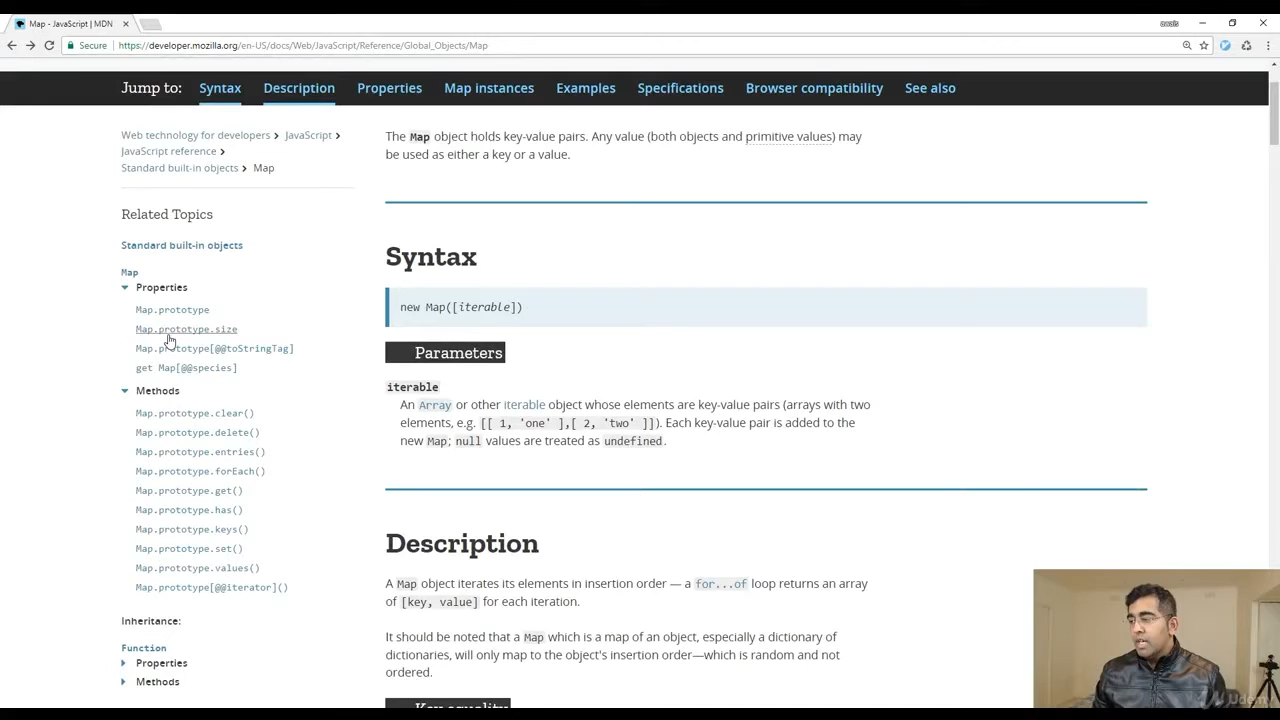 Map - JavaScript | MDN
awais
Secure
https://developer.mozilla.org/en-US/docs/Web/JavaScript/Reference/Global_Objects/Map
Jump to: Syntax Description Properties Map instances Examples Specifications Browser compatibility See also
Web technology for developers > JavaScript >
JavaScript reference >
Standard built-in objects > Map
Related Topics
Standard built-in objects
Map
Properties
Map.prototype
Map.prototype.size
Map.prototype[@@toStringTag]
get Map[@@species]
Methods
Map.prototype.clear()
Map.prototype.delete()
Map.prototype.entries()
Map.prototype.forEach()
Map.prototype.get()
Map.prototype.has()
Map.prototype.keys()
Map.prototype.set()
Map.prototype.values()
Map.prototype[@@iterator]()
Inheritance:
Function
Properties
Methods
The Map object holds key-value pairs. Any value (both objects and primitive values) may
be used as either a key or a value.
Syntax
new Map([iterable])
Parameters
iterable
An Array or other iterable object whose elements are key-value pairs (arrays with two
elements, e.g. [[ 1, 'one' ],[ 2, 'two' ]]). Each key-value pair is added to the
new Map; null values are treated as undefined.
Description
A Map object iterates its elements in insertion order — a for...of loop returns an array
of [key, value] for each iteration.
It should be noted that a Map which is a map of an object, especially a dictionary of
dictionaries, will only map to the object's insertion order—which is random and not
ordered.
Key equality
Udemy